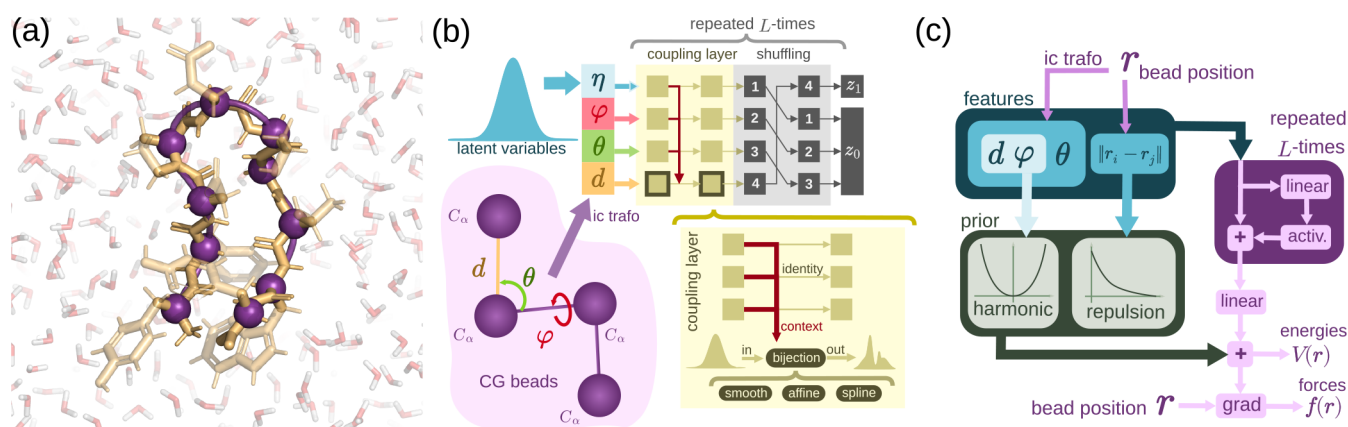 (a)
(b)
repeated L-times
coupling layer
shuffling
η
φ
θ
d
latent variables
1
4
z₁
2
1
3
2
z₀
4
3
ic trafo
Cα
d
θ
Cα
φ
Cα
CG beads
Cα
coupling layer
identity
context
in
bijection
out
smooth
affine
spline
(c)
ic trafo
r
bead position
features
d φ θ
‖rᵢ − rⱼ‖
repeated
L-times
linear
activ.
+
prior
harmonic
repulsion
linear
+
energies
V(r)
bead position r
grad
forces
f(r)